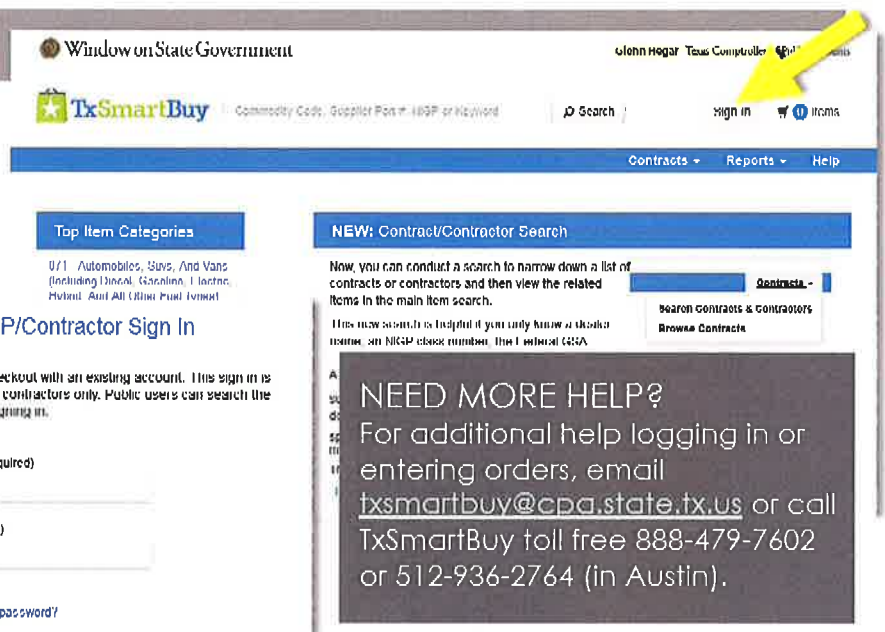 Window on State Government
Glenn Hegar Texas Comptroller
TxSmartBuy
Commodity Code, Supplier Part #, NIGP or Keyword
Search
Sign In
0 items
Contracts
Reports
Help
Top Item Categories
071 - Automobiles, Suvs, And Vans
(Including Diesel, Gasoline, Electric,
Hybrid, And All Other Fuel Types)
P/Contractor Sign In
eckout with an existing account. This sign in is
contractors only. Public users can search the
gning in.
quired)
)
password?
NEW: Contract/Contractor Search
Now, you can conduct a search to narrow down a list of
contracts or contractors and then view the related
items in the main item search.
This new search is helpful if you only know a dealer
name, an NIGP class number, the Federal GSA
Contracts
Search Contracts & Contractors
Browse Contracts
NEED MORE HELP?
For additional help logging in or
entering orders, email
txsmartbuy@cpa.state.tx.us or call
TxSmartBuy toll free 888-479-7602
or 512-936-2764 (in Austin).